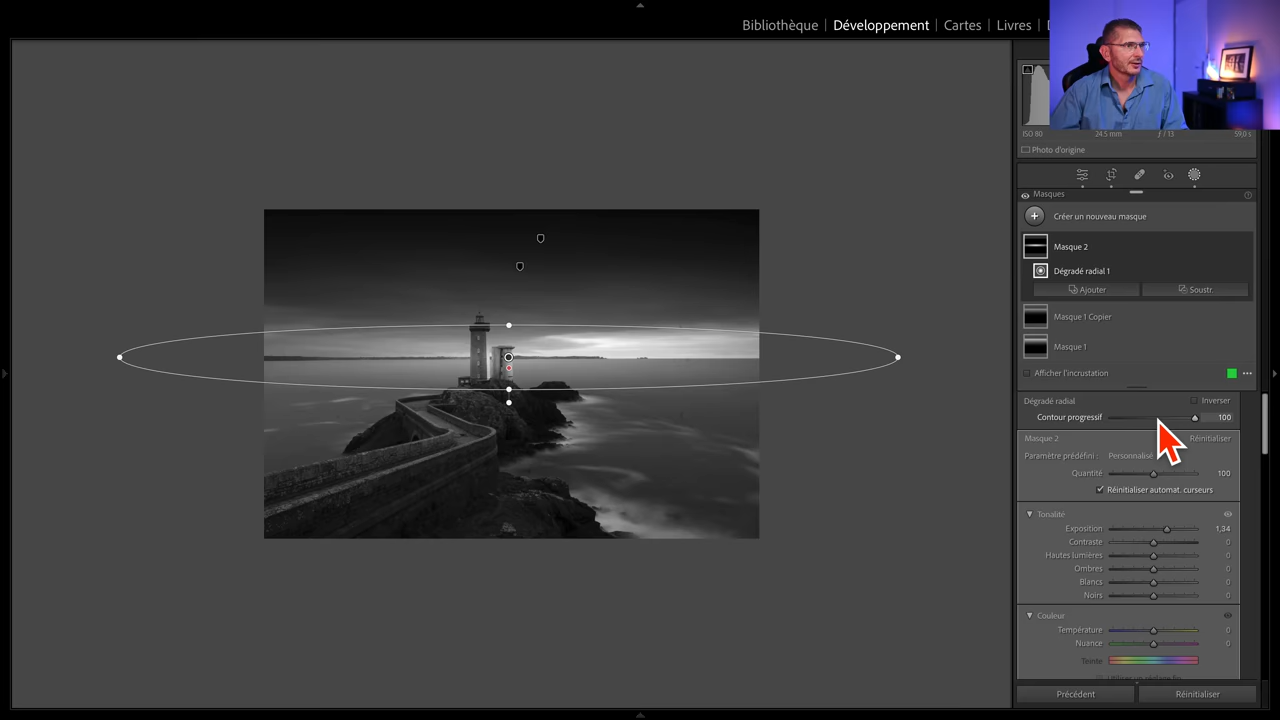 Bibliothèque | Développement | Cartes | Livres |
ISO 80 24.5 mm ƒ / 13 59,0 s
Photo d'origine
Masques
Créer un nouveau masque
Masque 2
Dégradé radial 1
Ajouter Soustr.
Masque 1 Copier
Masque 1
Afficher l'incrustation
Dégradé radial Inverser
Contour progressif 100
Masque 2 Réinitialiser
Paramètre prédéfini : Personnalisé
Quantité 100
Réinitialiser automat. curseurs
Tonalité
Exposition 1,34
Contraste 0
Hautes lumières 0
Ombres 0
Blancs 0
Noirs 0
Couleur
Température 0
Nuance 0
Teinte
Précédent Réinitialiser